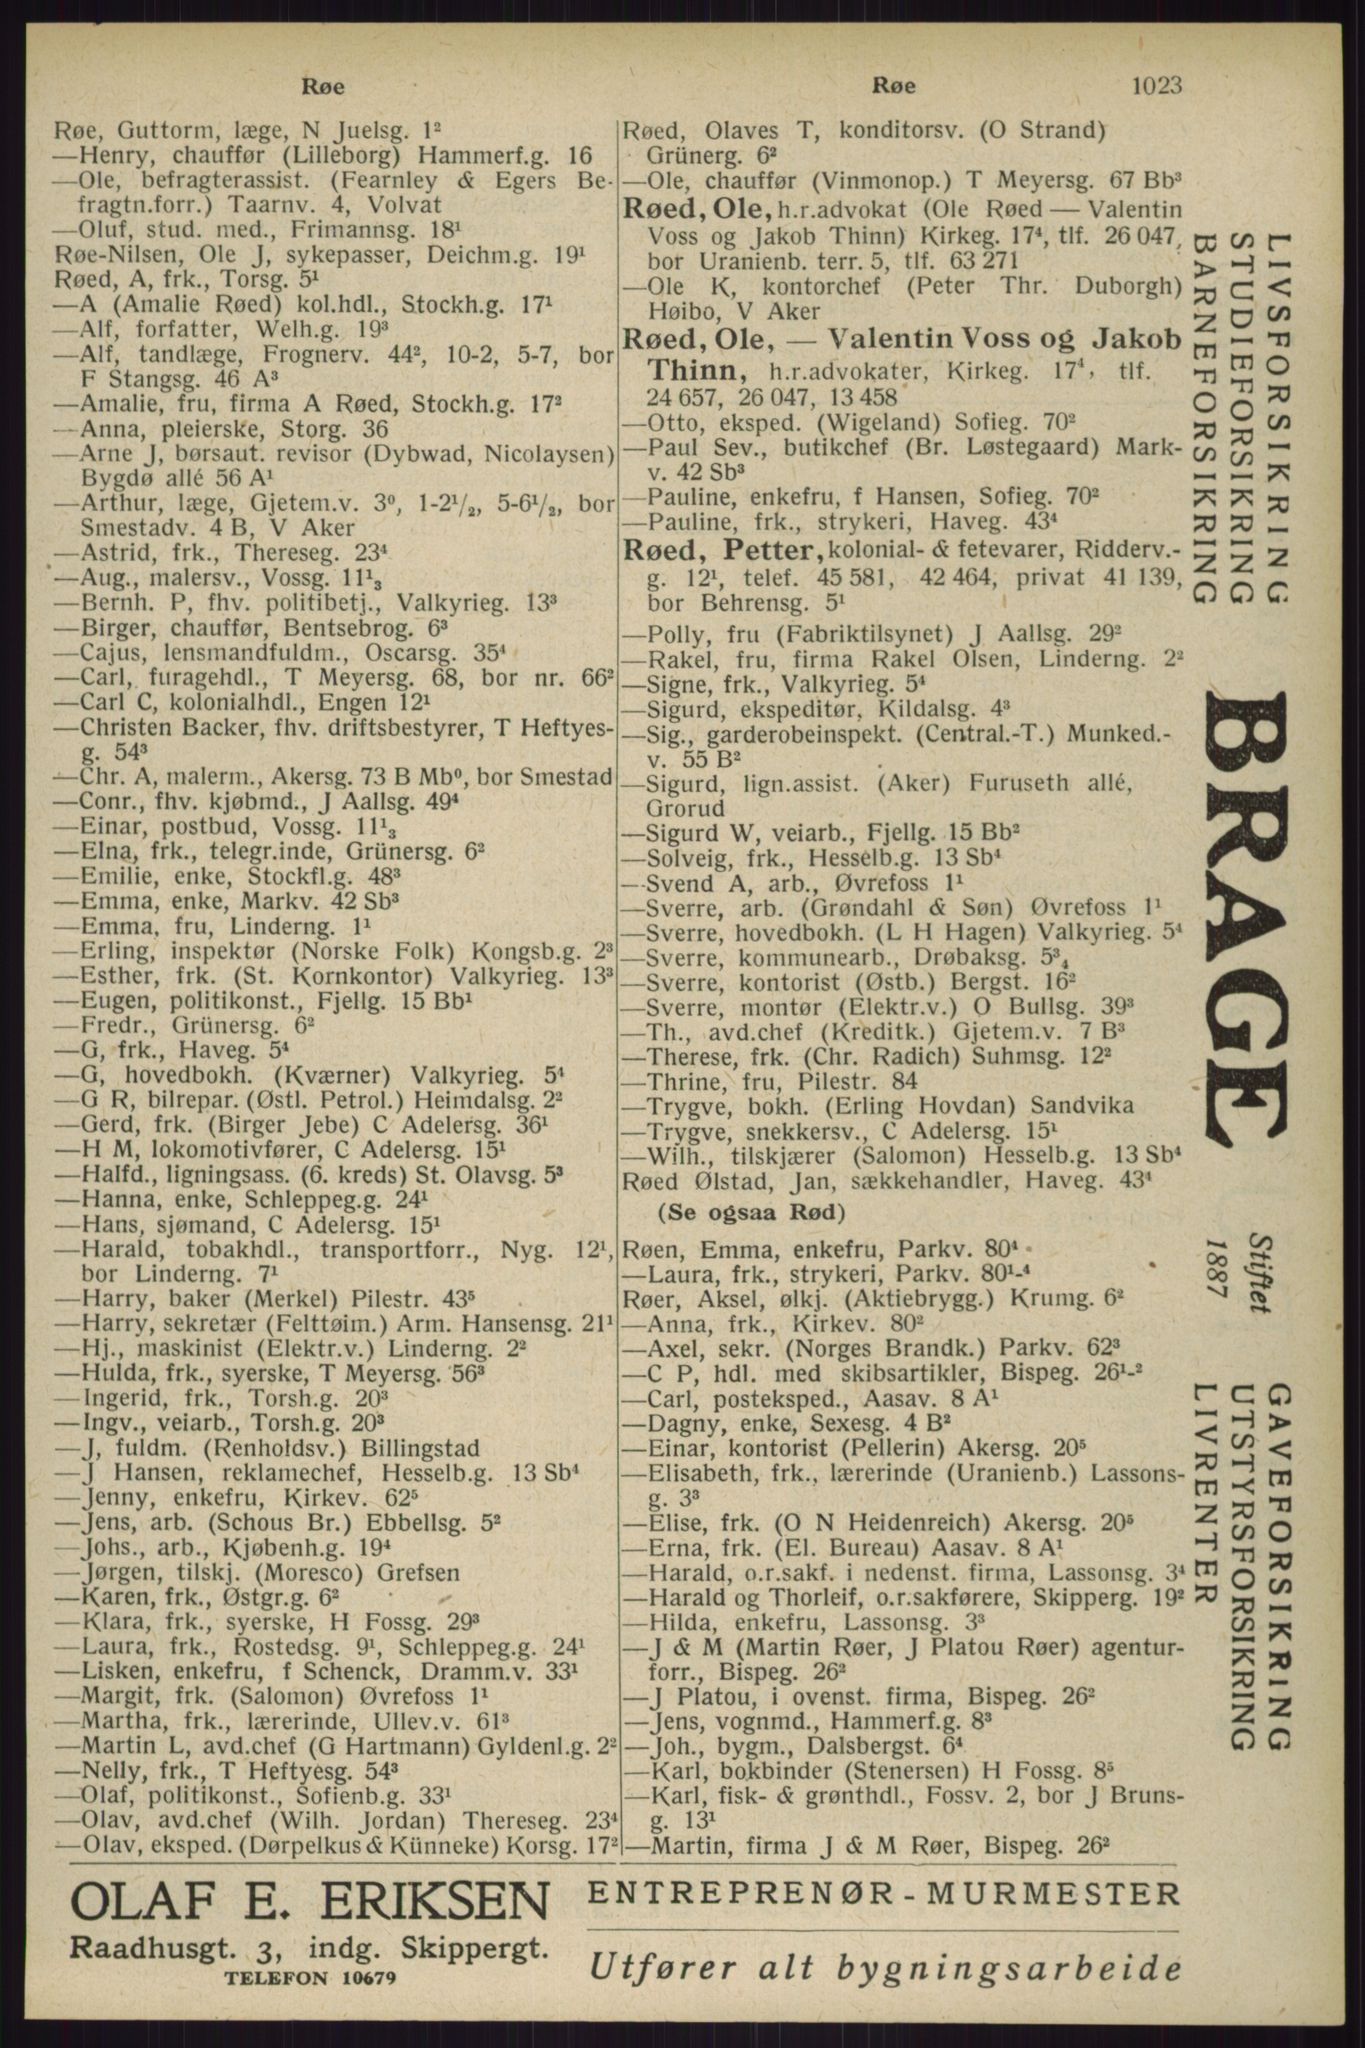 Røe
Røe, Guttorm, læge, N Juelsg. 1²
—Henry, chauffør (Lilleborg) Hammerf.g. 16
—Ole, befragterassist. (Fearnley & Egers Be-
fragtn.forr.) Taarnv. 4, Volvat
—Oluf, stud. med., Frimannsg. 18¹
Røe-Nilsen, Ole J, sykepasser, Deichm.g. 19¹
Røed, A, frk., Torsg. 5¹
—A (Amalie Røed) kol.hdl., Stockh.g. 17¹
—Alf, forfatter, Welh.g. 19³
—Alf, tandlæge, Frognerv. 44², 10-2, 5-7, bor
F Stangsg. 46 A³
—Amalie, fru, firma A Røed, Stockh.g. 17²
—Anna, pleierske, Storg. 36
—Arne J, børsaut. revisor (Dybwad, Nicolaysen)
Bygdø allé 56 A¹
—Arthur, læge, Gjetem.v. 3⁰, 1-2¹/₂, 5-6¹/₂, bor
Smestadv. 4 B, V Aker
—Astrid, frk., Thereseg. 23⁴
—Aug., malersv., Vossg. 11¹₃
—Bernh. P, fhv. politibetj., Valkyrieg. 13³
—Birger, chauffør, Bentsebrog. 6³
—Cajus, lensmandfuldm., Oscarsg. 35⁴
—Carl, furagehdl., T Meyersg. 68, bor nr. 66²
—Carl C, kolonialhdl., Engen 12¹
—Christen Backer, fhv. driftsbestyrer, T Heftyes-
g. 54³
—Chr. A, malerm., Akersg. 73 B Mb⁰, bor Smestad
—Conr., fhv. kjøbmd., J Aallsg. 49⁴
—Einar, postbud, Vossg. 11¹₃
—Elna, frk., telegr.inde, Grünersg. 6²
—Emilie, enke, Stockfl.g. 48³
—Emma, enke, Markv. 42 Sb³
—Emma, fru, Linderng. 1¹
—Erling, inspektør (Norske Folk) Kongsb.g. 2³
—Esther, frk. (St. Kornkontor) Valkyrieg. 13³
—Eugen, politikonst., Fjellg. 15 Bb¹
—Fredr., Grünersg. 6²
—G, frk., Haveg. 5⁴
—G, hovedbokh. (Kværner) Valkyrieg. 5⁴
—G R, bilrepar. (Østl. Petrol.) Heimdalsg. 2²
—Gerd, frk. (Birger Jebe) C Adelersg. 36¹
—H M, lokomotivfører, C Adelersg. 15¹
—Halfd., ligningsass. (6. kreds) St. Olavsg. 5³
—Hanna, enke, Schleppeg.g. 24¹
—Hans, sjømand, C Adelersg. 15¹
—Harald, tobakhdl., transportforr., Nyg. 12¹,
bor Linderng. 7¹
—Harry, baker (Merkel) Pilestr. 43⁵
—Harry, sekretær (Felttøim.) Arm. Hansensg. 21¹
—Hj., maskinist (Elektr.v.) Linderng. 2²
—Hulda, frk., syerske, T Meyersg. 56³
—Ingerid, frk., Torsh.g. 20³
—Ingv., veiarb., Torsh.g. 20³
—J, fuldm. (Renholdsv.) Billingstad
—J Hansen, reklamechef, Hesselb.g. 13 Sb⁴
—Jenny, enkefru, Kirkev. 62⁵
—Jens, arb. (Schous Br.) Ebbellsg. 5²
—Johs., arb., Kjøbenh.g. 19⁴
—Jørgen, tilskj. (Moresco) Grefsen
—Karen, frk., Østgr.g. 6²
—Klara, frk., syerske, H Fossg. 29³
—Laura, frk., Rostedsg. 9¹, Schleppeg.g. 24¹
—Lisken, enkefru, f Schenck, Dramm.v. 33¹
—Margit, frk. (Salomon) Øvrefoss 1¹
—Martha, frk., lærerinde, Ullev.v. 61³
—Martin L, avd.chef (G Hartmann) Gyldenl.g. 2²
—Nelly, frk., T Heftyesg. 54³
—Olaf, politikonst., Sofienb.g. 33¹
—Olav, avd.chef (Wilh. Jordan) Thereseg. 23⁴
—Olav, eksped. (Dørpelkus & Künneke) Korsg. 17²
Røe 1023
Røed, Olaves T, konditorsv. (O Strand)
Grünerg. 6²
—Ole, chauffør (Vinmonop.) T Meyersg. 67 Bb³
Røed, Ole, h.r.advokat (Ole Røed — Valentin
Voss og Jakob Thinn) Kirkeg. 17⁴, tlf. 26 047,
bor Uranienb. terr. 5, tlf. 63 271
—Ole K, kontorchef (Peter Thr. Duborgh)
Høibo, V Aker
Røed, Ole, — Valentin Voss og Jakob
Thinn, h.r.advokater, Kirkeg. 17⁴, tlf.
24 657, 26 047, 13 458
—Otto, eksped. (Wigeland) Sofieg. 70²
—Paul Sev., butikchef (Br. Løstegaard) Mark-
v. 42 Sb³
—Pauline, enkefru, f Hansen, Sofieg. 70²
—Pauline, frk., strykeri, Haveg. 43⁴
Røed, Petter, kolonial- & fetevarer, Ridderv.-
g. 12¹, telef. 45 581, 42 464, privat 41 139,
bor Behrensg. 5¹
—Polly, fru (Fabriktilsynet) J Aallsg. 29²
—Rakel, fru, firma Rakel Olsen, Linderng. 2²
—Signe, frk., Valkyrieg. 5⁴
—Sigurd, ekspeditør, Kildalsg. 4³
—Sig., garderobeinspekt. (Central.-T.) Munked.-
v. 55 B²
—Sigurd, lign.assist. (Aker) Furuseth allé,
Grorud
—Sigurd W, veiarb., Fjellg. 15 Bb²
—Solveig, frk., Hesselb.g. 13 Sb⁴
—Svend A, arb., Øvrefoss 1¹
—Sverre, arb. (Grøndahl & Søn) Øvrefoss 1¹
—Sverre, hovedbokh. (L H Hagen) Valkyrieg. 5⁴
—Sverre, kommunearb., Drøbaksg. 5³₄
—Sverre, kontorist (Østb.) Bergst. 16²
—Sverre, montør (Elektr.v.) O Bullsg. 39³
—Th., avd.chef (Kreditk.) Gjetem.v. 7 B³
—Therese, frk. (Chr. Radich) Suhmsg. 12²
—Thrine, fru, Pilestr. 84
—Trygve, bokh. (Erling Hovdan) Sandvika
—Trygve, snekkersv., C Adelersg. 15¹
—Wilh., tilskjærer (Salomon) Hesselb.g. 13 Sb⁴
Røed Ølstad, Jan, sækkehandler, Haveg. 43⁴
(Se ogsaa Rød)
Røen, Emma, enkefru, Parkv. 80⁴
—Laura, frk., strykeri, Parkv. 80¹-⁴
Røer, Aksel, ølkj. (Aktiebrygg.) Krumg. 6²
—Anna, frk., Kirkev. 80²
—Axel, sekr. (Norges Brandk.) Parkv. 62³
—C P, hdl. med skibsartikler, Bispeg. 26¹-²
—Carl, posteksped., Aasav. 8 A¹
—Dagny, enke, Sexesg. 4 B²
—Einar, kontorist (Pellerin) Akersg. 20⁵
—Elisabeth, frk., lærerinde (Uranienb.) Lassons-
g. 3³
—Elise, frk. (O N Heidenreich) Akersg. 20⁵
—Erna, frk. (El. Bureau) Aasav. 8 A¹
—Harald, o.r.sakf. i nedenst. firma, Lassonsg. 3⁴
—Harald og Thorleif, o.r.sakførere, Skipperg. 19²
—Hilda, enkefru, Lassonsg. 3³
—J & M (Martin Røer, J Platou Røer) agentur-
forr., Bispeg. 26²
—J Platou, i ovenst. firma, Bispeg. 26²
—Jens, vognmd., Hammerf.g. 8³
—Joh., bygm., Dalsbergst. 6⁴
—Karl, bokbinder (Stenersen) H Fossg. 8⁵
—Karl, fisk- & grønthdl., Fossv. 2, bor J Bruns-
g. 13¹
—Martin, firma J & M Røer, Bispeg. 26²
LIVSFORSIKRING
STUDIEFORSIKRING
BARNEFORSIKRING
BRAGE
Stiftet
1887
GAVEFORSIKRING
UTSTYRSFORSIKRING
LIVRENTER
OLAF E. ERIKSEN
Raadhusgt. 3, indg. Skippergt.
TELEFON 10679
ENTREPRENØR - MURMESTER
Utfører alt bygningsarbeide